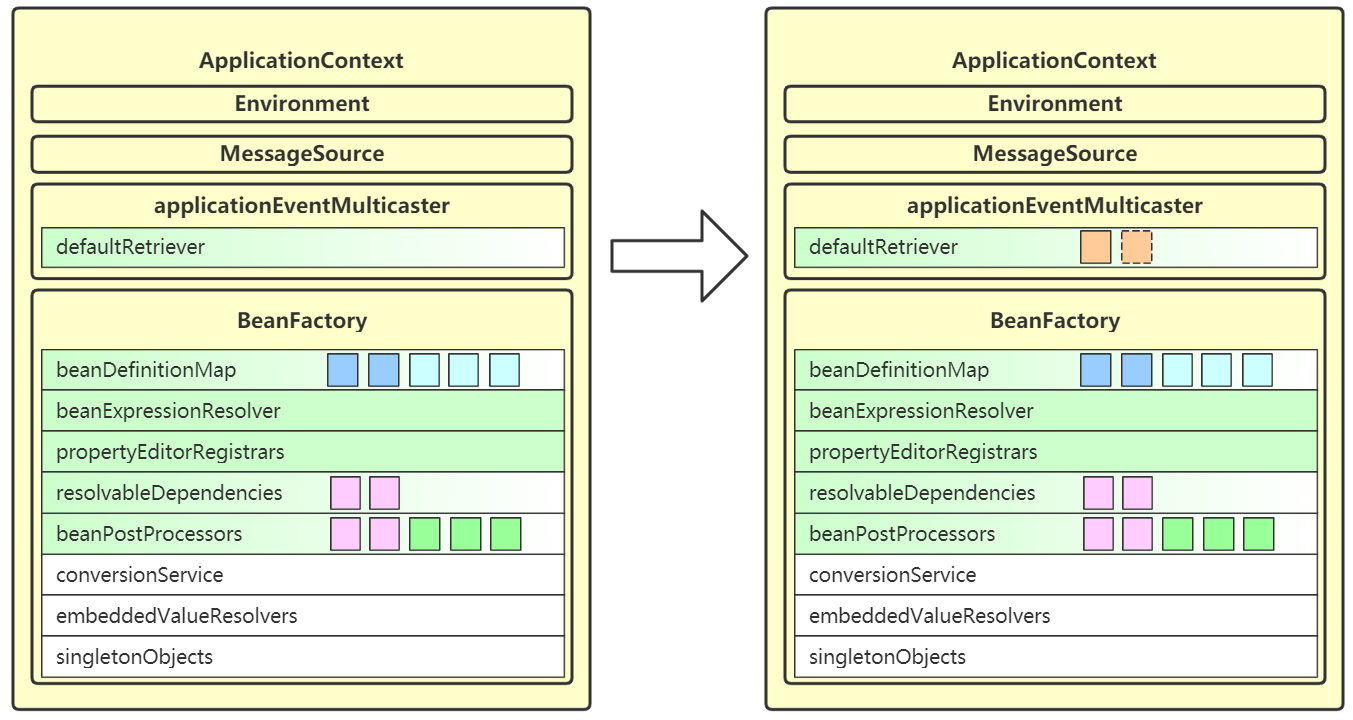 ApplicationContext
Environment
MessageSource
applicationEventMulticaster
defaultRetriever
BeanFactory
beanDefinitionMap
beanExpressionResolver
propertyEditorRegistrars
resolvableDependencies
beanPostProcessors
conversionService
embeddedValueResolvers
singletonObjects
ApplicationContext
Environment
MessageSource
applicationEventMulticaster
defaultRetriever
BeanFactory
beanDefinitionMap
beanExpressionResolver
propertyEditorRegistrars
resolvableDependencies
beanPostProcessors
conversionService
embeddedValueResolvers
singletonObjects